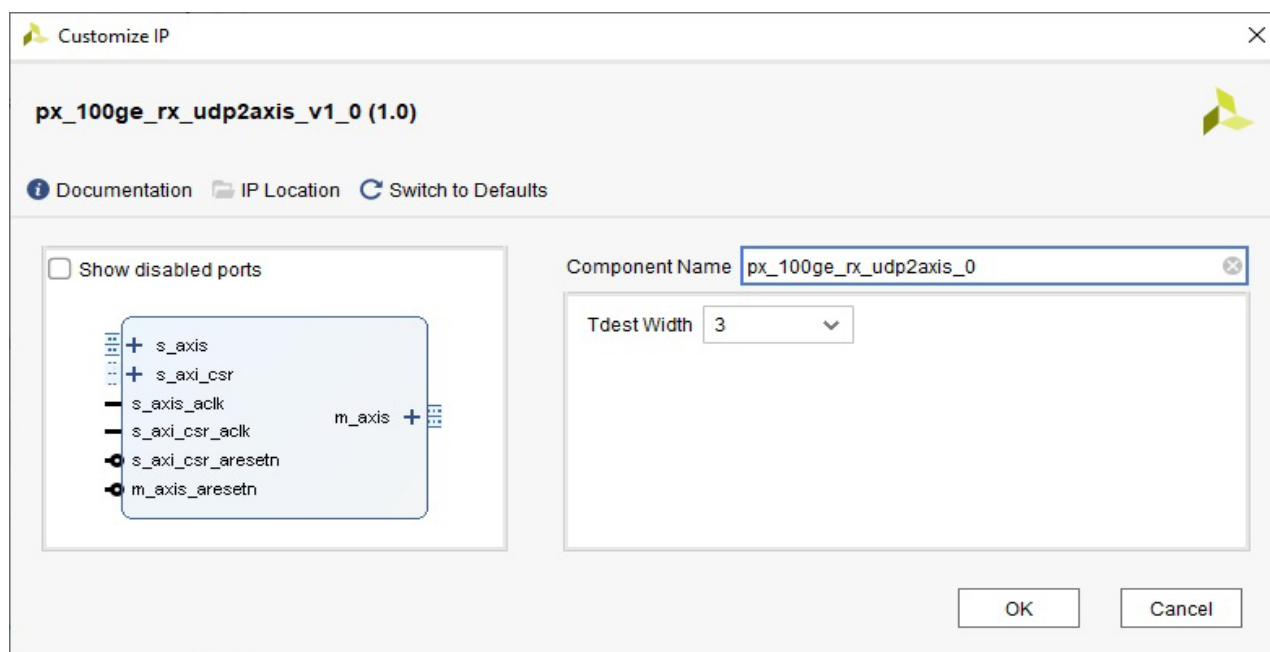 Customize IP
px_100ge_rx_udp2axis_v1_0 (1.0)
Documentation IP Location Switch to Defaults
Show disabled ports
s_axis
s_axi_csr
s_axis_aclk
s_axi_csr_aclk
s_axi_csr_aresetn
m_axis_aresetn
m_axis
Component Name px_100ge_rx_udp2axis_0
Tdest Width 3
OK Cancel